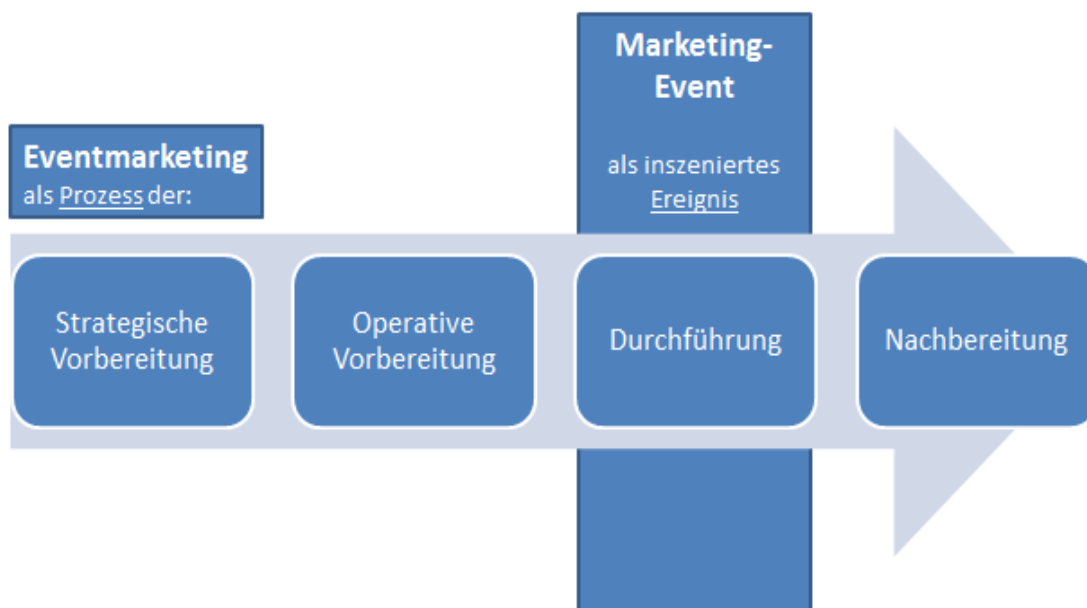 Marketing-
Event
als inszeniertes
Ereignis
Eventmarketing
als Prozess der:
Strategische
Vorbereitung
Operative
Vorbereitung
Durchführung
Nachbereitung